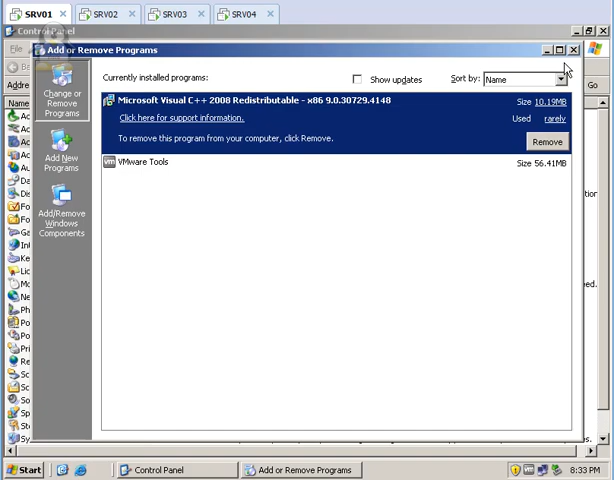 SRV01 x SRV02 x SRV03 x SRV04 x
Control Panel
File
Add or Remove Programs
Currently installed programs:
Show updates
Sort by: Name
Change or
Remove
Programs
Add New
Programs
Add/Remove
Windows
Components
Microsoft Visual C++ 2008 Redistributable - x86 9.0.30729.4148
Size 10.19MB
Click here for support information.
Used rarely
To remove this program from your computer, click Remove.
Remove
VMware Tools
Size 56.41MB
Go
Name
Start
Control Panel
Add or Remove Programs
8:33 PM